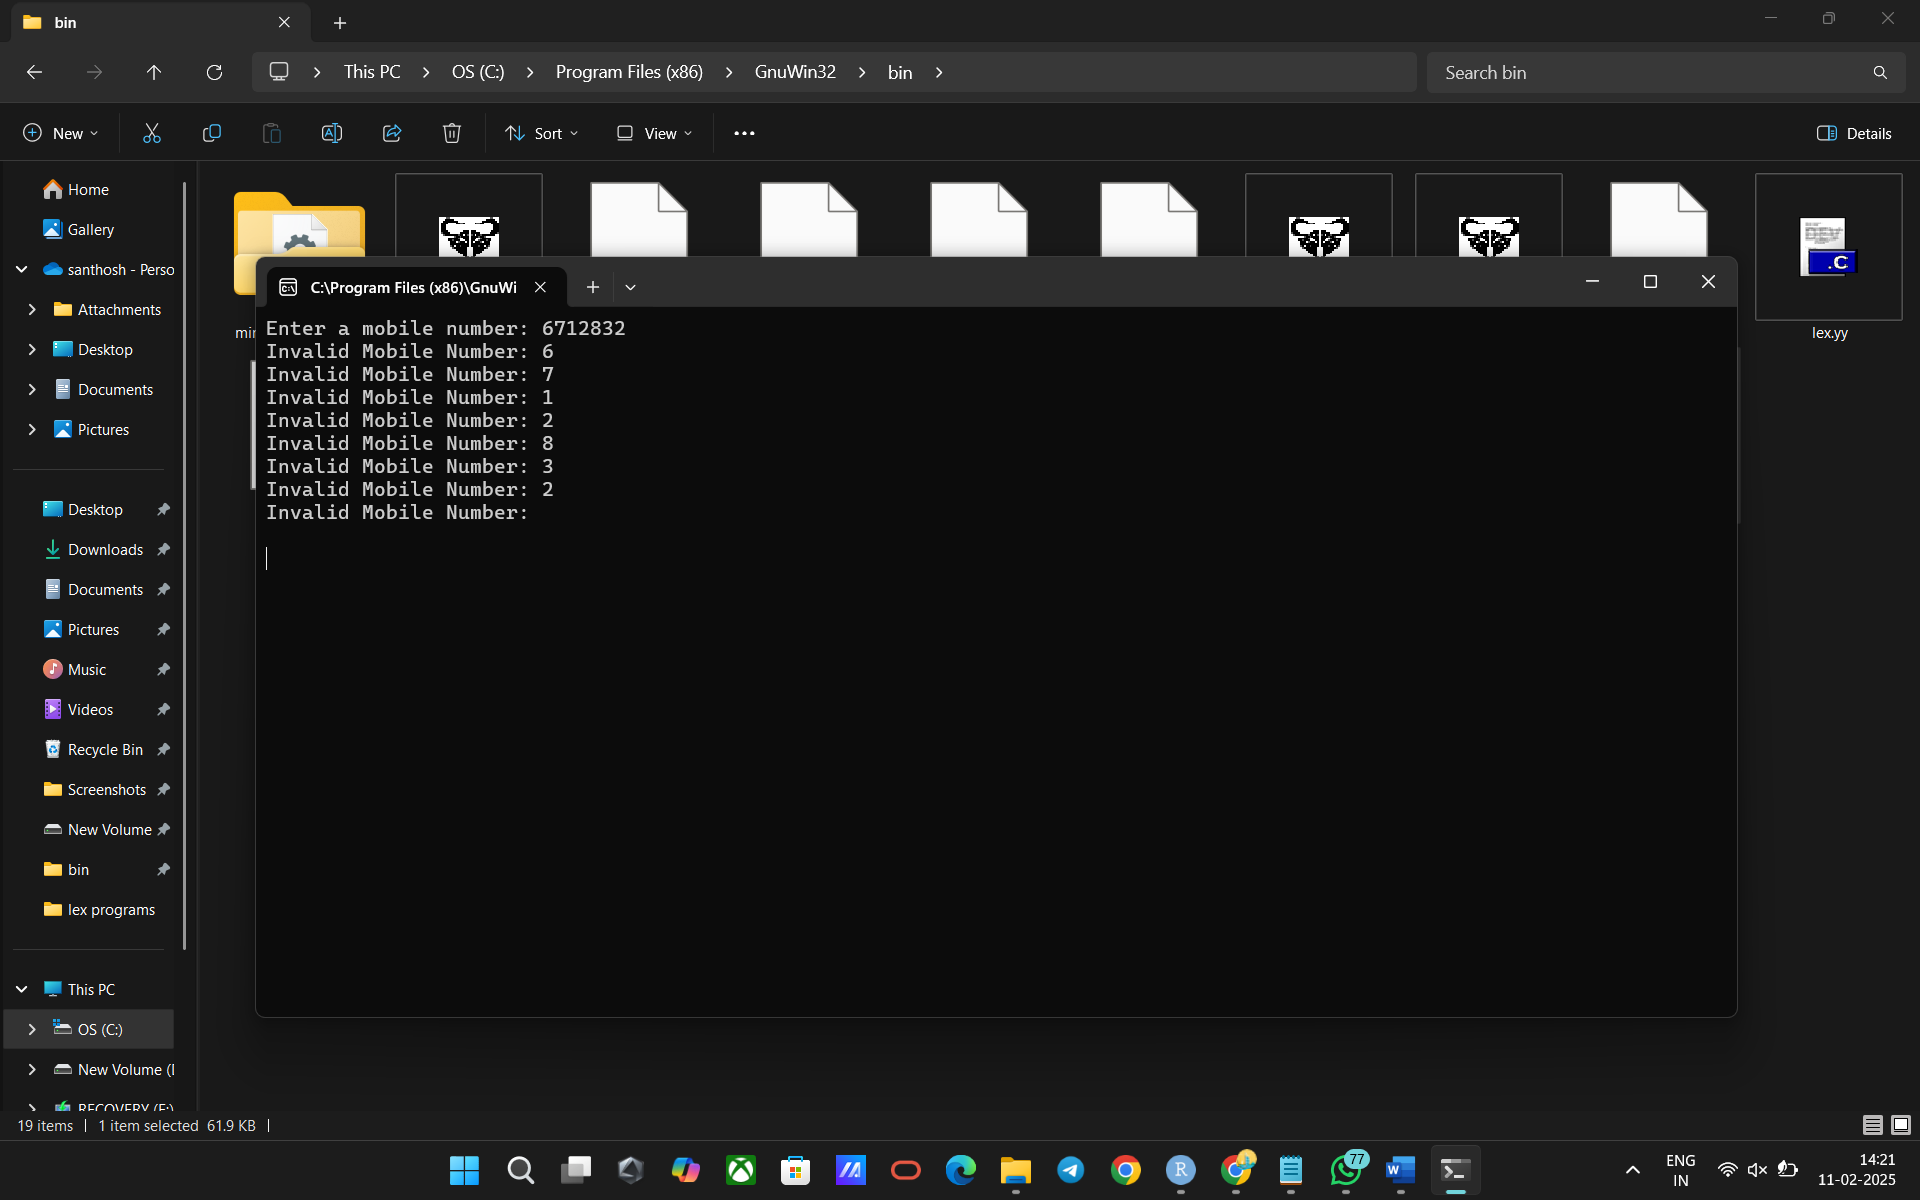 bin
This PC
OS (C:)
Program Files (x86)
GnuWin32
bin
Search bin
New
Sort
View
Details
Home
Gallery
santhosh - Perso
Attachments
Desktop
Documents
Pictures
Desktop
Downloads
Documents
Pictures
Music
Videos
Recycle Bin
Screenshots
New Volume
bin
lex programs
This PC
OS (C:)
New Volume (
RECOVERY (E:)
min
.C
lex.yy
C:\Program Files (x86)\GnuWi
Enter a mobile number: 6712832
Invalid Mobile Number: 6
Invalid Mobile Number: 7
Invalid Mobile Number: 1
Invalid Mobile Number: 2
Invalid Mobile Number: 8
Invalid Mobile Number: 3
Invalid Mobile Number: 2
Invalid Mobile Number:
19 items
1 item selected 61.9 KB
77
ENG
IN
14:21
11-02-2025